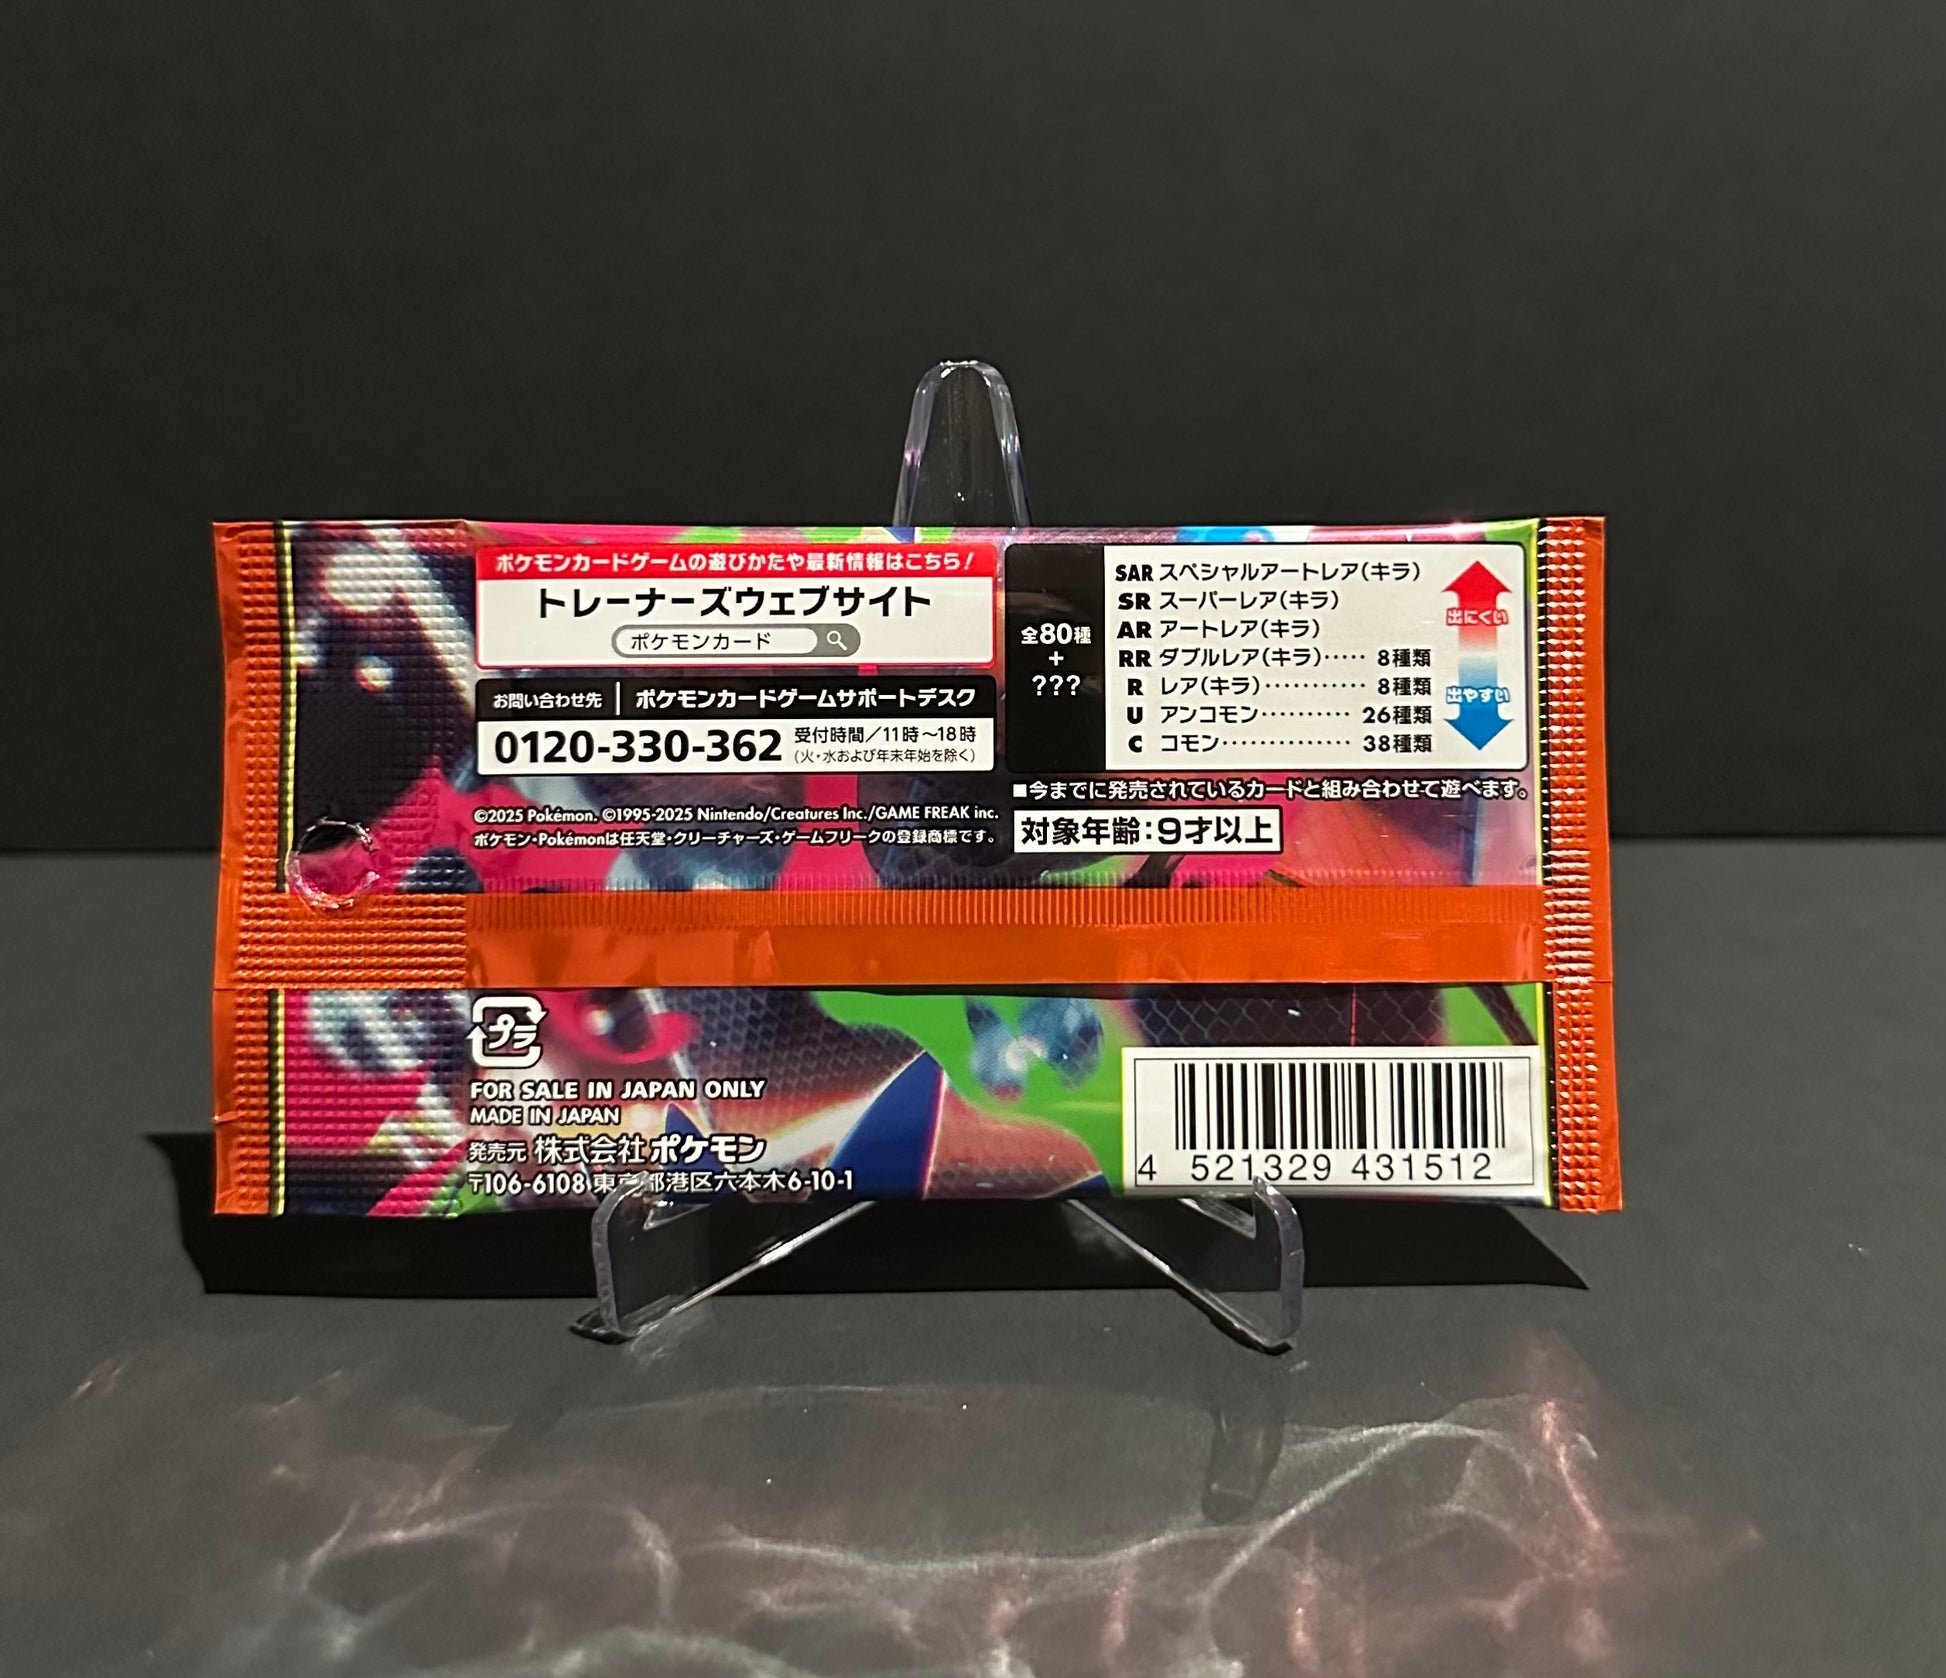 ポケモンカードゲームの遊びかたや最新情報はこちら!
トレーナーズウェブサイト
ポケモンカード
お問い合わせ先 | ポケモンカードゲームサポートデスク
0120-330-362 受付時間/11時~18時
(火・水および年末年始を除く)
©2025 Pokémon. ©1995-2025 Nintendo/Creatures Inc./GAME FREAK inc.
ポケモン・Pokémonは任天堂・クリーチャーズ・ゲームフリークの登録商標です。
全80種
+
???
SAR スペシャルアートレア(キラ)
SR スーパーレア(キラ)
AR アートレア(キラ)
RR ダブルレア(キラ)····· 8種類
R レア(キラ)··········· 8種類
U アンコモン·········· 26種類
C コモン·············· 38種類
出にくい
出やすい
■今までに発売されているカードと組み合わせて遊べます。
対象年齢:9才以上
プラ
FOR SALE IN JAPAN ONLY
MADE IN JAPAN
発売元 株式会社ポケモン
〒106-6108 東京都港区六本木6-10-1
4 521329 431512